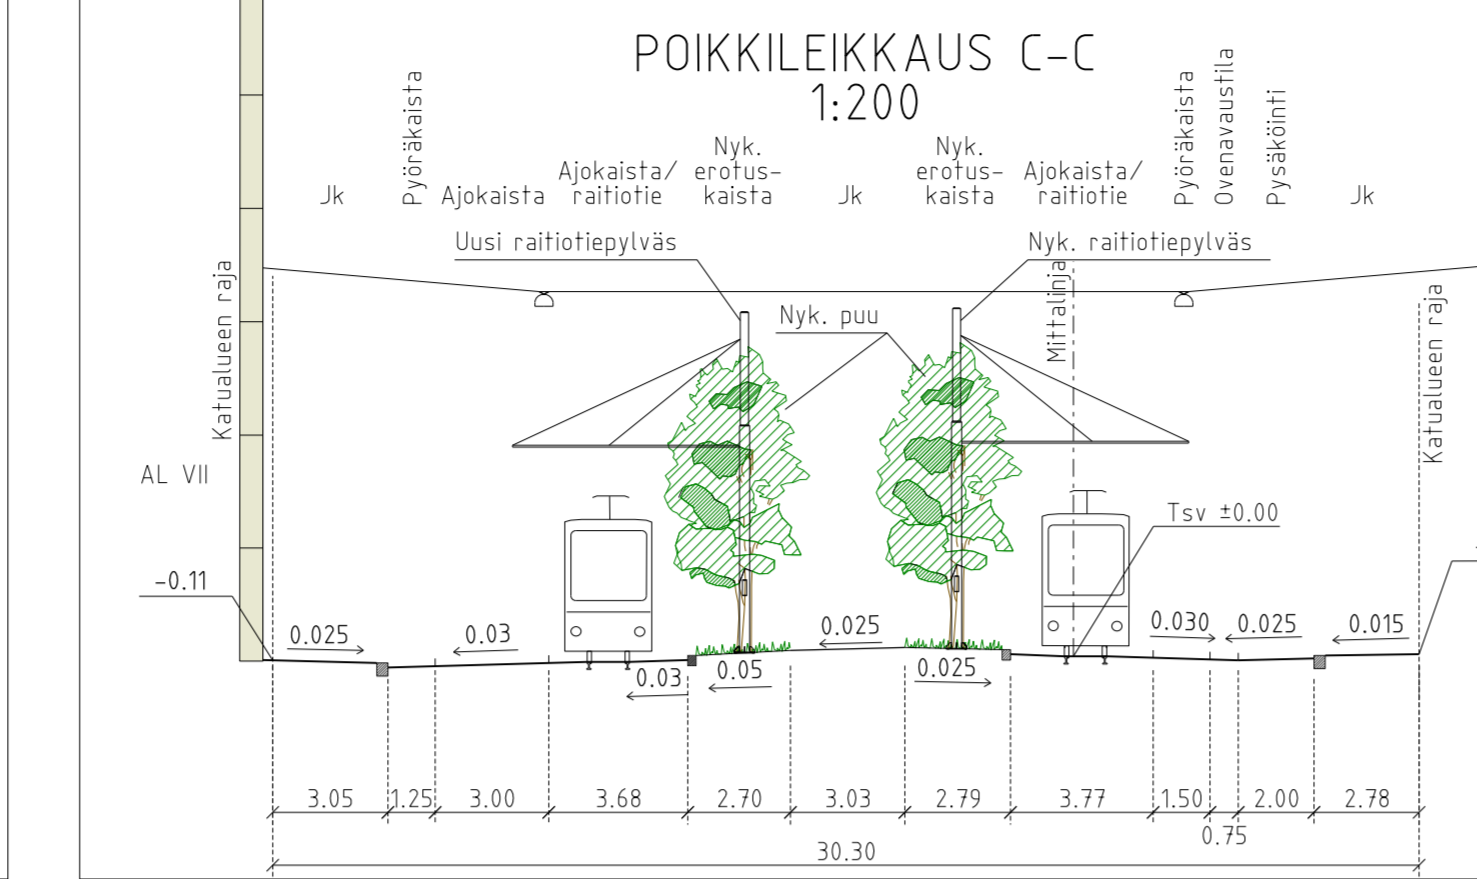 POIKKILEIKKAUS C-C
1:200
Jk
Pyöräkaista
Ajokaista
Ajokaista/
raitiotie
Nyk.
erotus-
kaista
Jk
Nyk.
erotus-
kaista
Ajokaista/
raitiotie
Pyöräkaista
Ovenavaustila
Pysäköinti
Jk
Uusi raitiotiepylväs
Nyk. raitiotiepylväs
Katualueen raja
Nyk. puu
Mittalinja
Katualueen raja
AL VII
Tsv ±0.00
-0.11
0.025
0.03
0.025
0.030
0.025
0.015
0.03
0.05
0.025
3.05
1.25
3.00
3.68
2.70
3.03
2.79
3.77
1.50
2.00
2.78
0.75
30.30